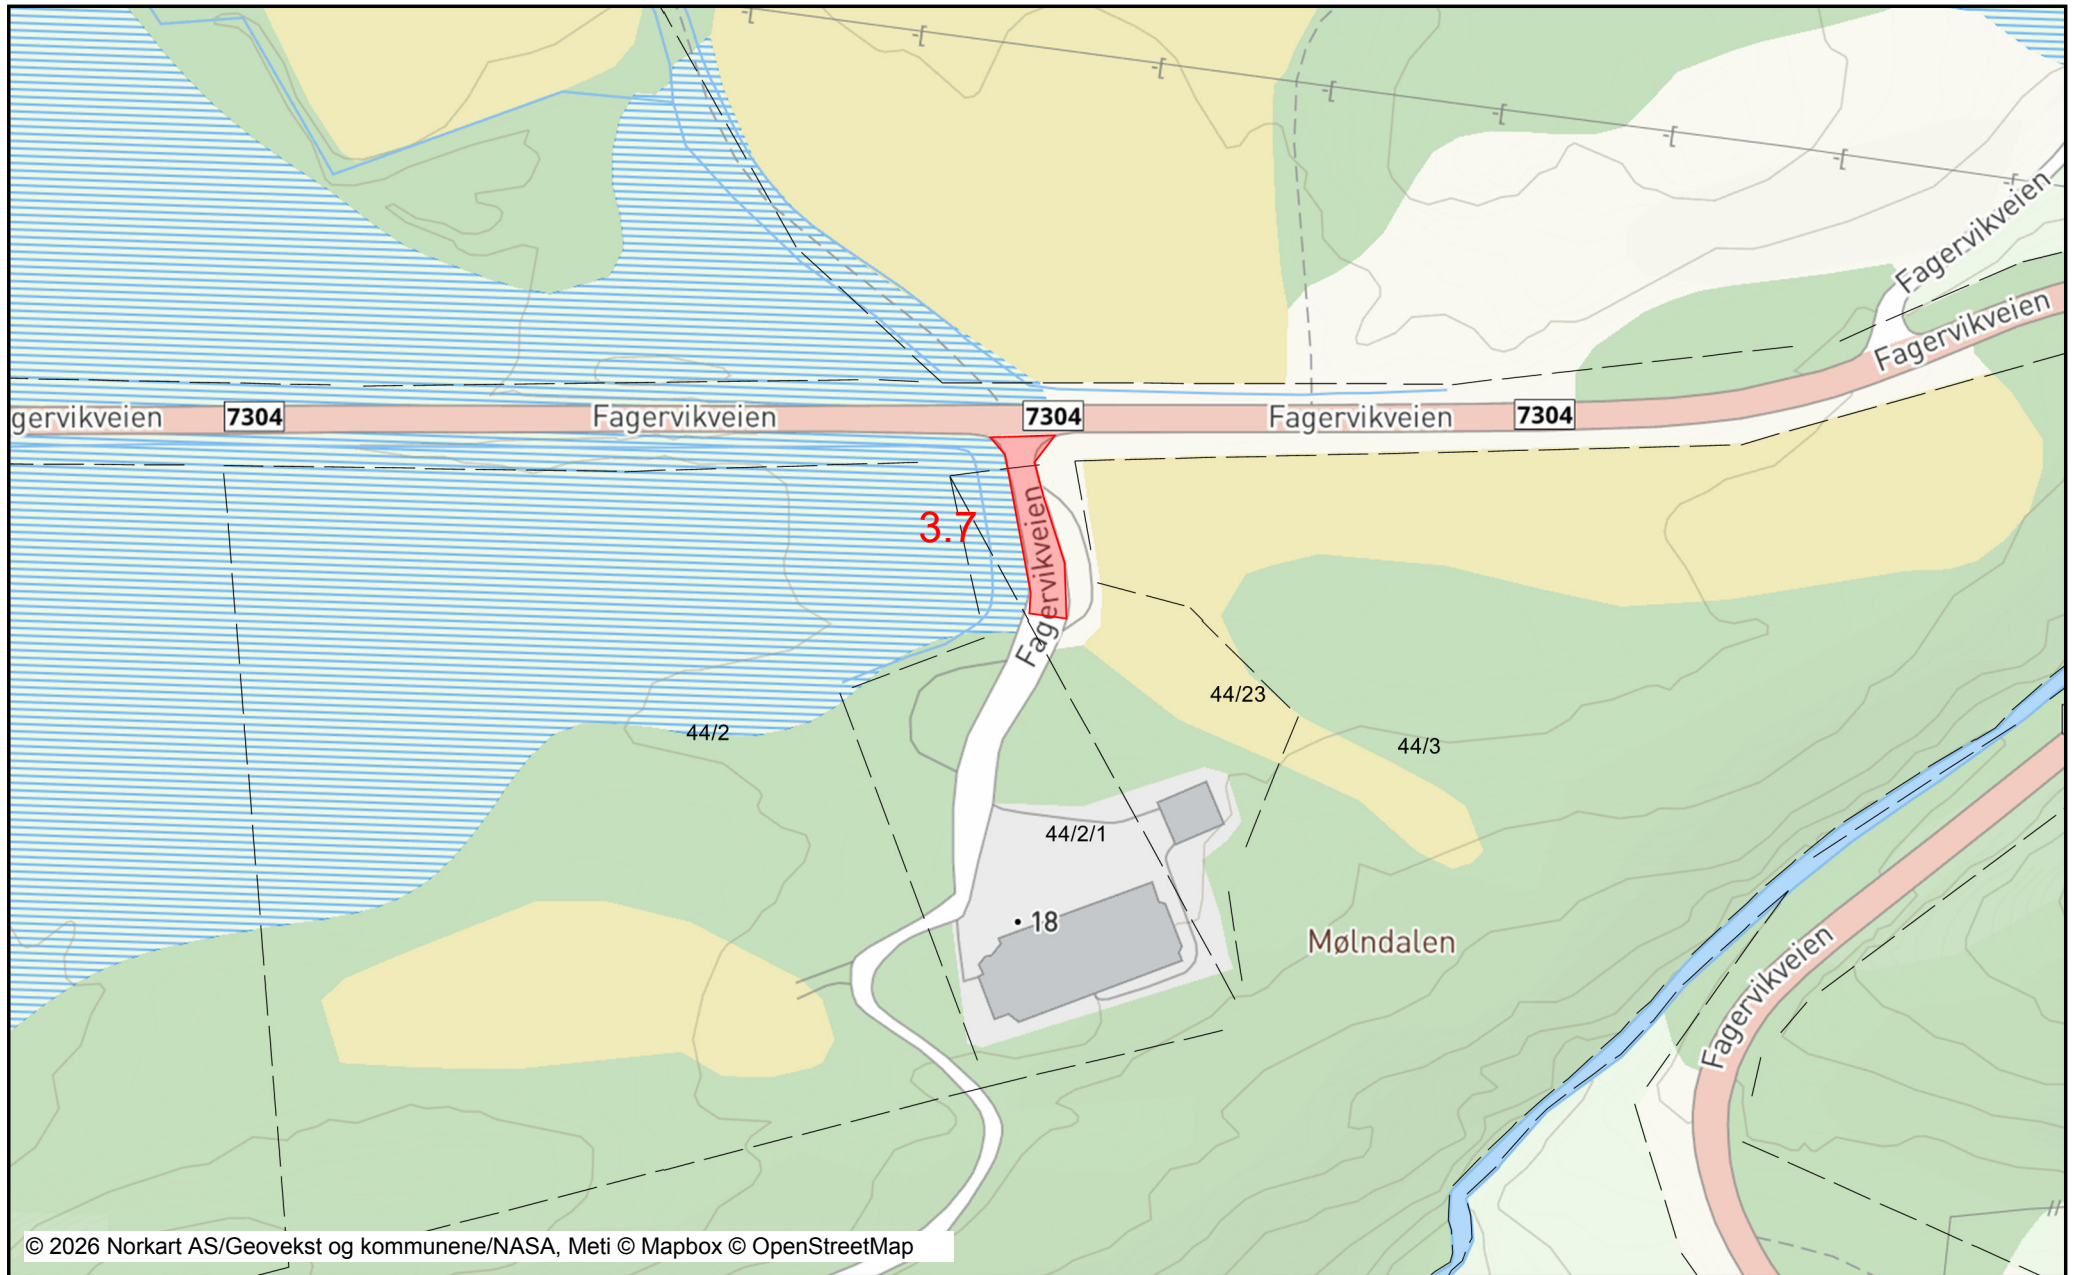 Fagervikveien
Fagervikveien
gervikveien
7304
Fagervikveien
7304
Fagervikveien
7304
3.7
Fagervikveien
44/23
44/2
44/3
44/2/1
18
Mølndalen
Fagervikveien
© 2026 Norkart AS/Geovekst og kommunene/NASA, Meti © Mapbox © OpenStreetMap